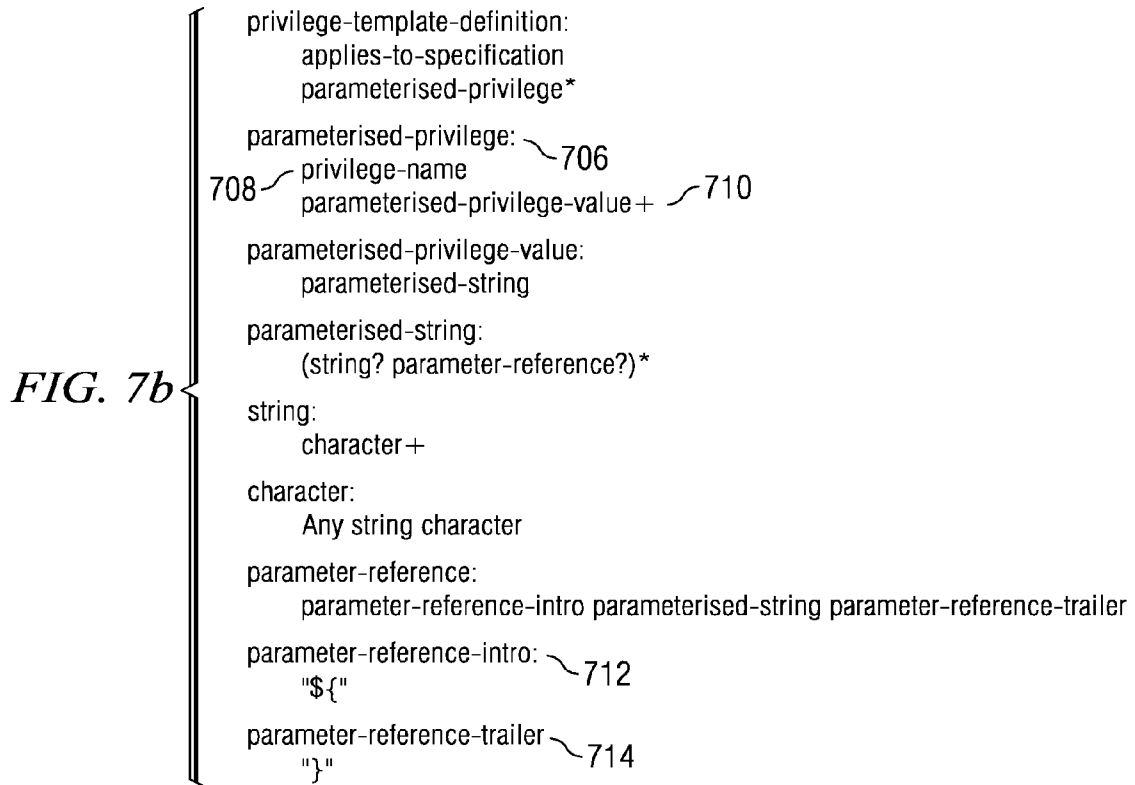 privilege-template-definition:
applies-to-specification
parameterised-privilege*
parameterised-privilege: 706
708 privilege-name
parameterised-privilege-value+ 710
parameterised-privilege-value:
parameterised-string
parameterised-string:
(string? parameter-reference?)*
FIG. 7b
string:
character+
character:
Any string character
parameter-reference:
parameter-reference-intro parameterised-string parameter-reference-trailer
parameter-reference-intro: 712
"${"
parameter-reference-trailer 714
"}"